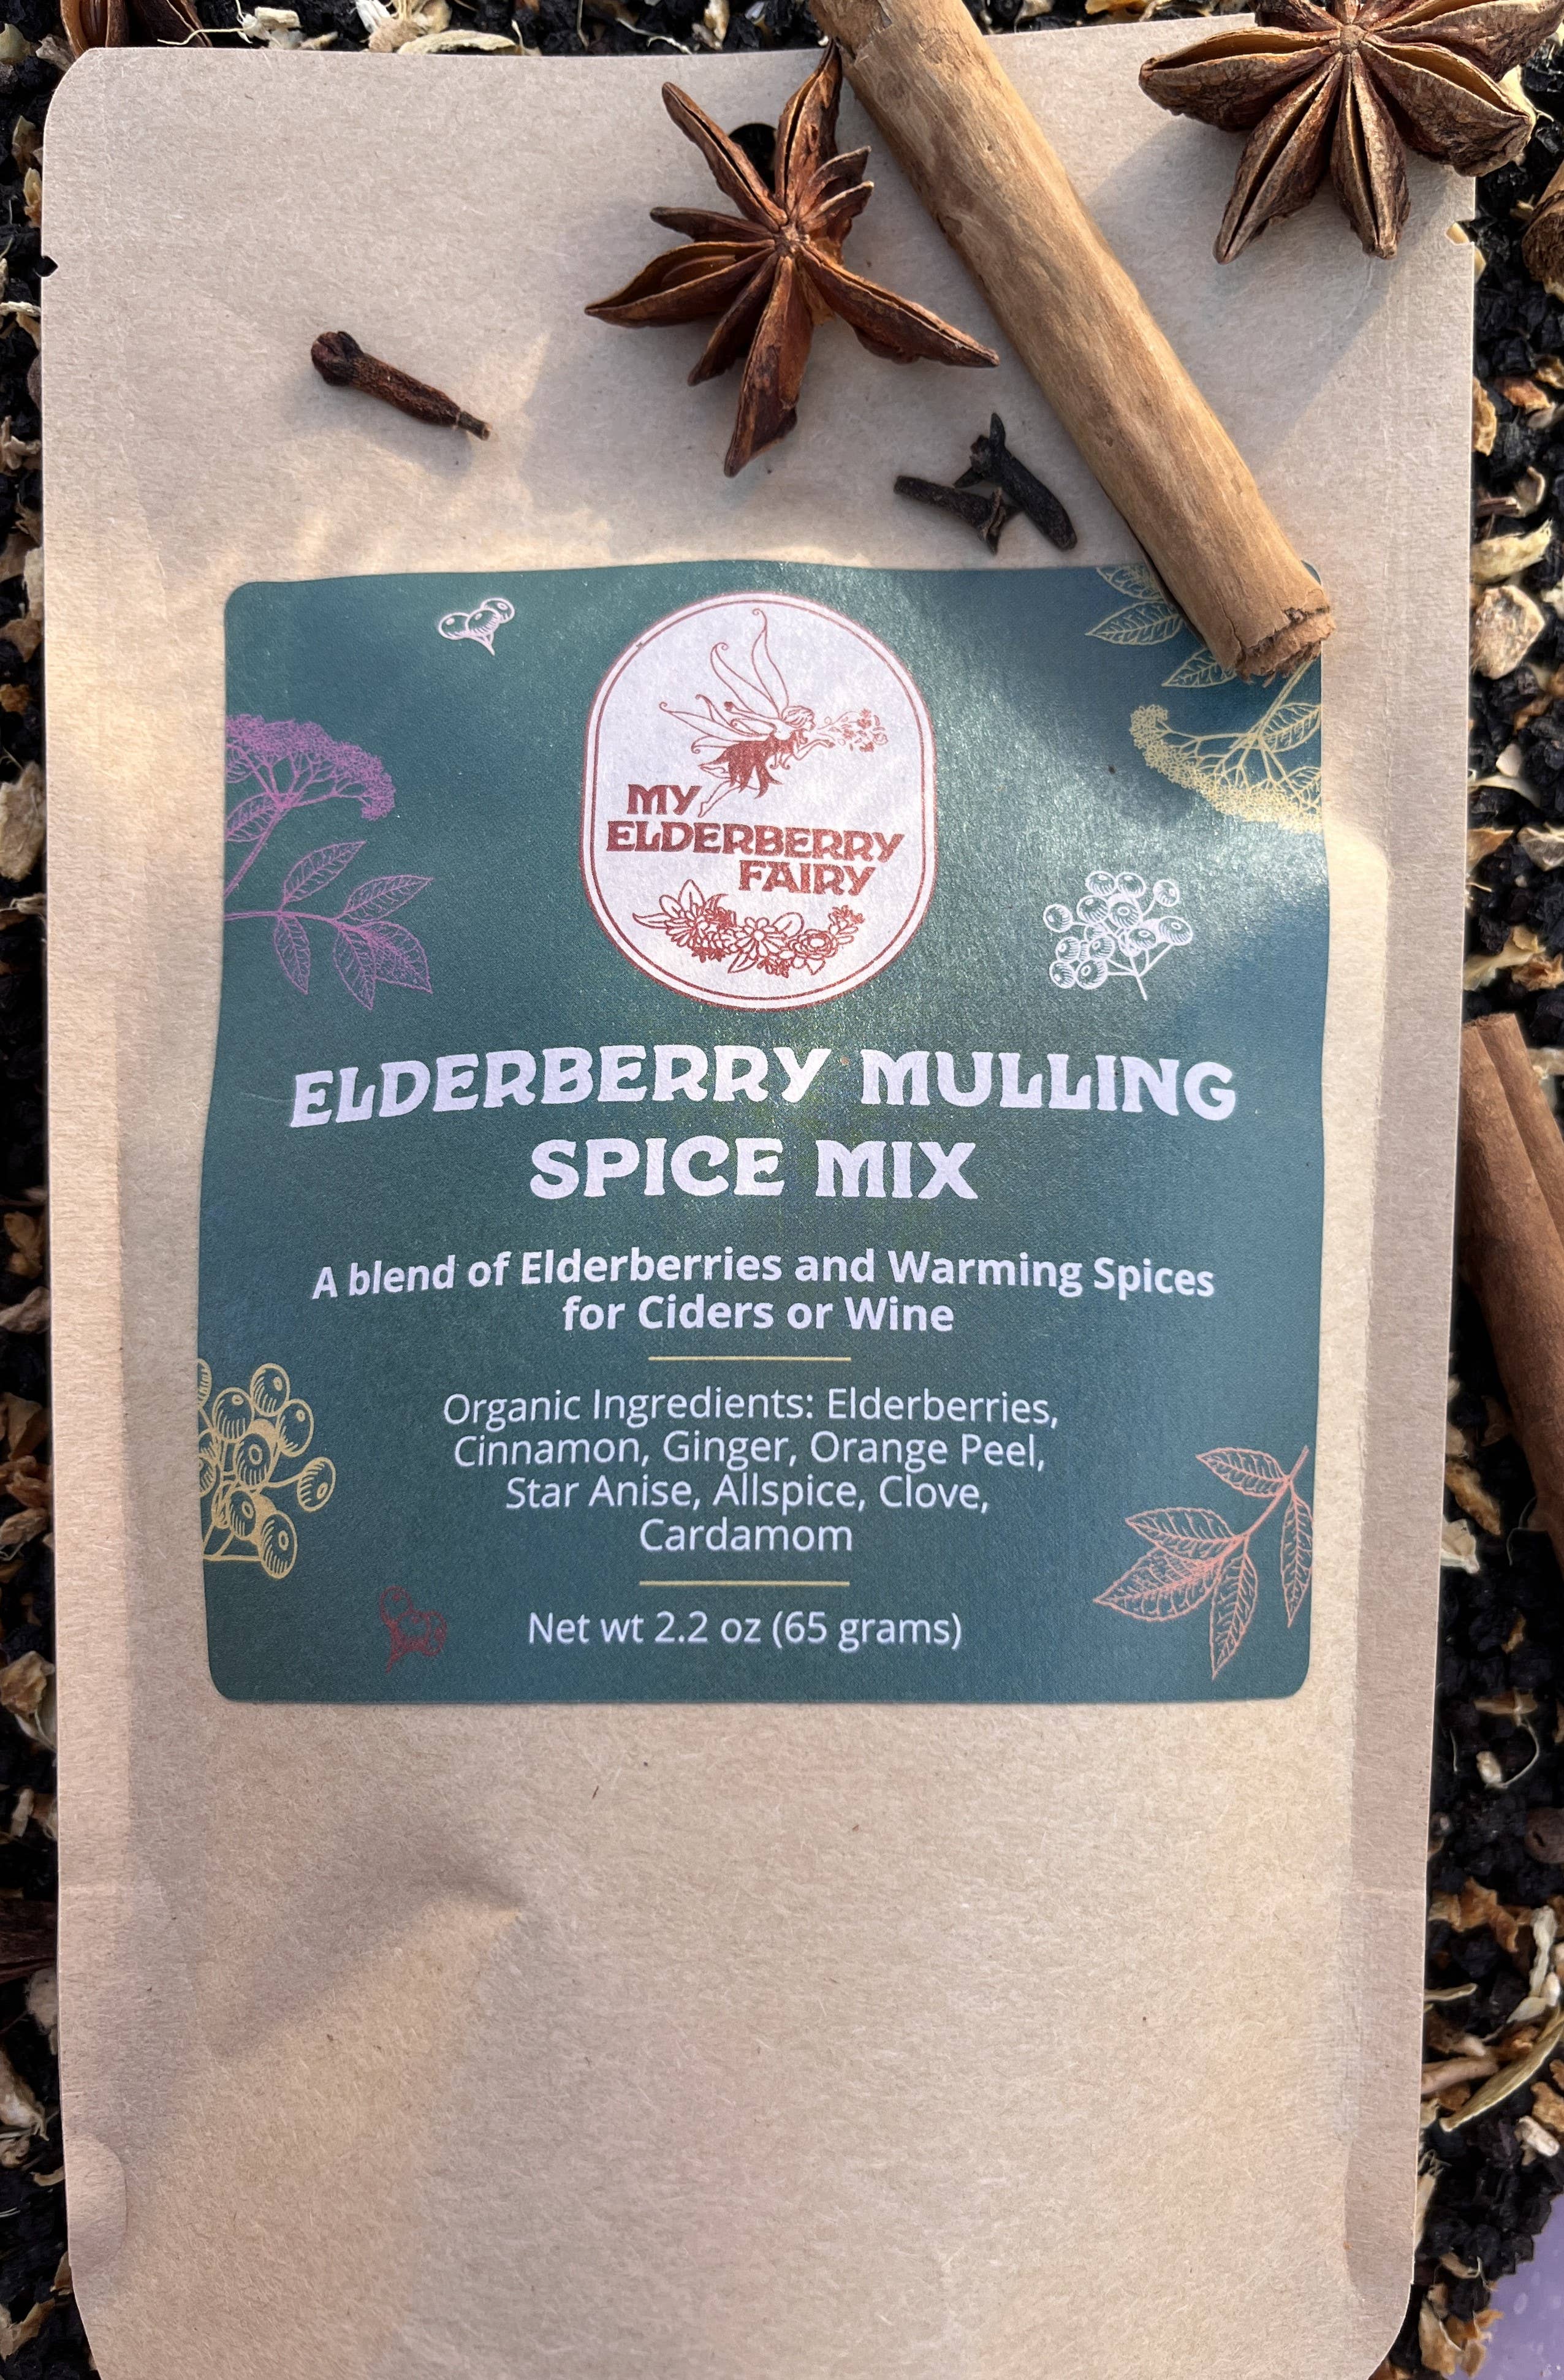 MY
ELDERBERRY
FAIRY
ELDERBERRY MULLING
SPICE MIX
A blend of Elderberries and Warming Spices
for Ciders or Wine
Organic Ingredients: Elderberries,
Cinnamon, Ginger, Orange Peel,
Star Anise, Allspice, Clove,
Cardamom
Net wt 2.2 oz (65 grams)